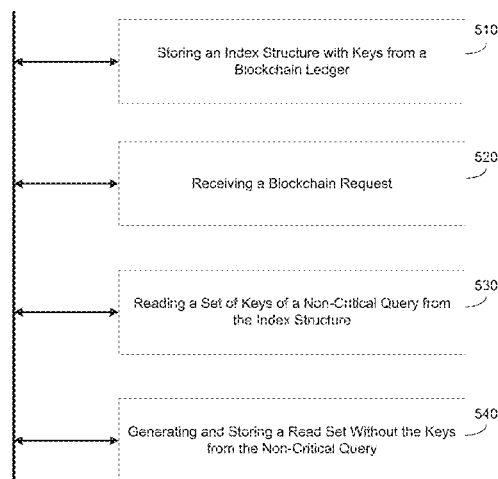 510
Storing an Index Structure with Keys from a
Blockchain Ledger
520
Receiving a Blockchain Request
530
Reading a Set of Keys of a Non-Critical Query from
the Index Structure
540
Generating and Storing a Read Set Without the Keys
from the Non-Critical Query